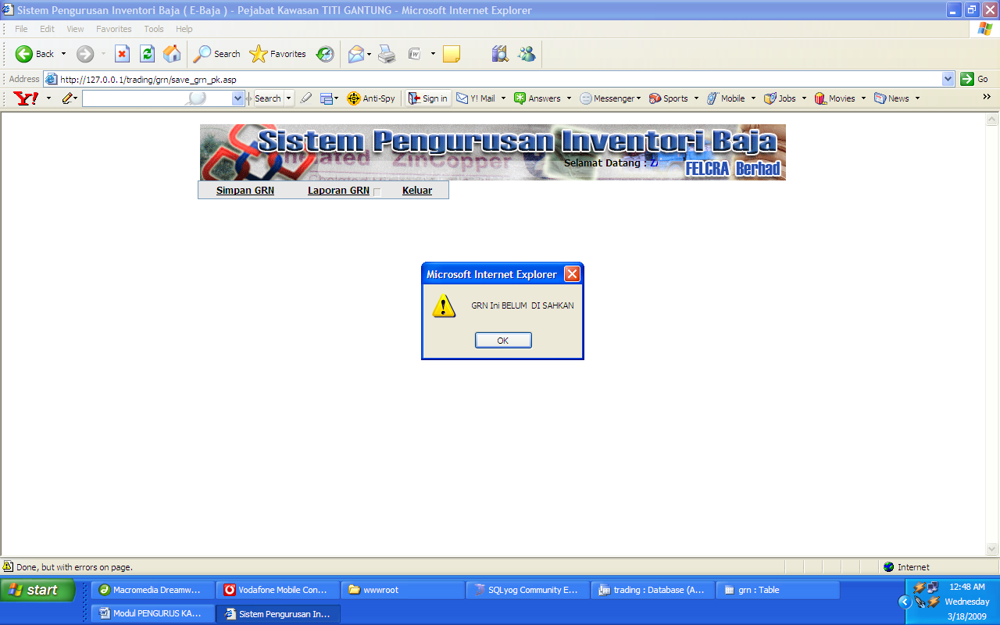 Sistem Pengurusan Inventori Baja ( E-Baja ) - Pejabat Kawasan TITI GANTUNG - Microsoft Internet Explorer
File Edit View Favorites Tools Help
Back Search Favorites
Address http://127.0.0.1/trading/grn/save_grn_pk.asp Go
Y! Search Anti-Spy Sign in Y! Mail Answers Messenger Sports Mobile Jobs Movies News
Sistem Pengurusan Inventori Baja
ZinCopper
Selamat Datang :
FELCRA Berhad
Simpan GRN Laporan GRN Keluar
Microsoft Internet Explorer
GRN Ini BELUM DI SAHKAN
OK
Done, but with errors on page. Internet
start Macromedia Dreamw... Vodafone Mobile Con... wwwroot SQLyog Community E... trading : Database (A... grn : Table 12:48 AM
Wednesday
Modul PENGURUS KA... Sistem Pengurusan In... 3/18/2009